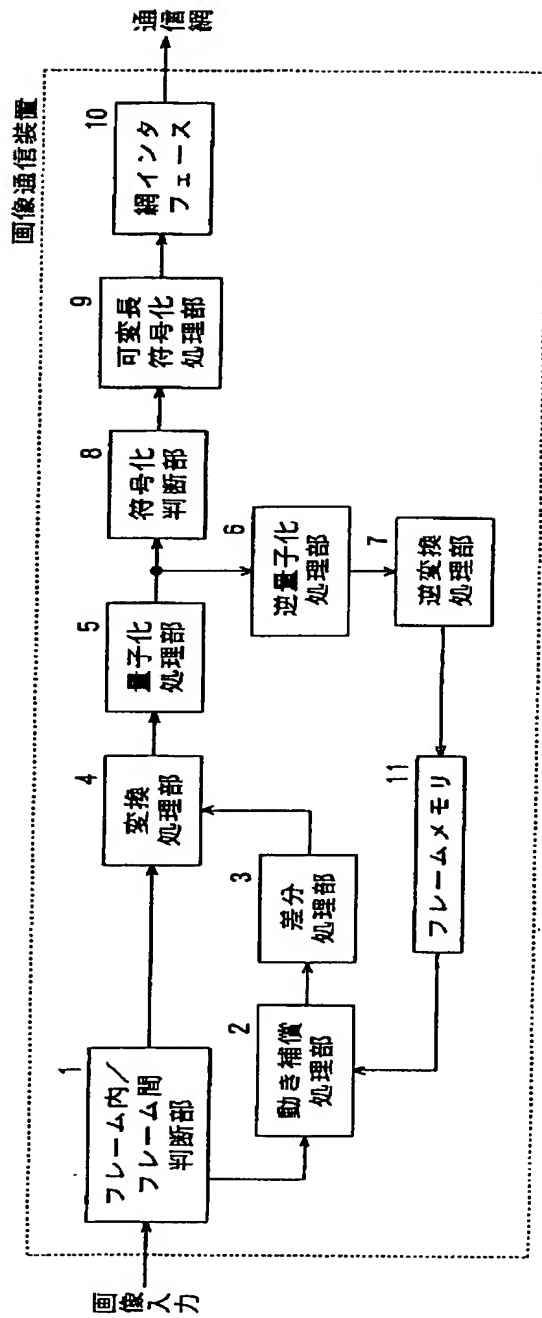 画像通信装置
画像入力
1
フレーム内／
フレーム間
判断部
2
動き補償
処理部
3
差分
処理部
4
変換
処理部
5
量子化
処理部
6
逆量子化
処理部
7
逆変換
処理部
8
符号化
判断部
9
可変長
符号化
処理部
10
網インタ
フェース
11
フレームメモリ
通信網